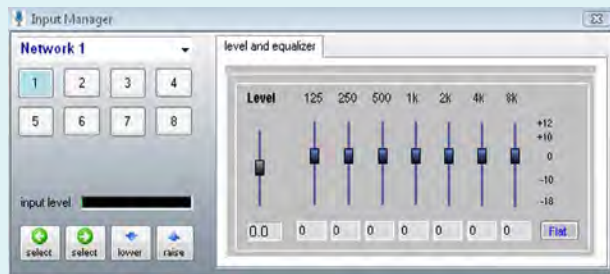 Input Manager
Network 1
1 2 3 4
5 6 7 8
input level
select select lower raise
level and equalizer
Level 125 250 500 1k 2k 4k 8k
+12
+10
0
-10
-18
0.0 0 0 0 0 0 0 0 Flat